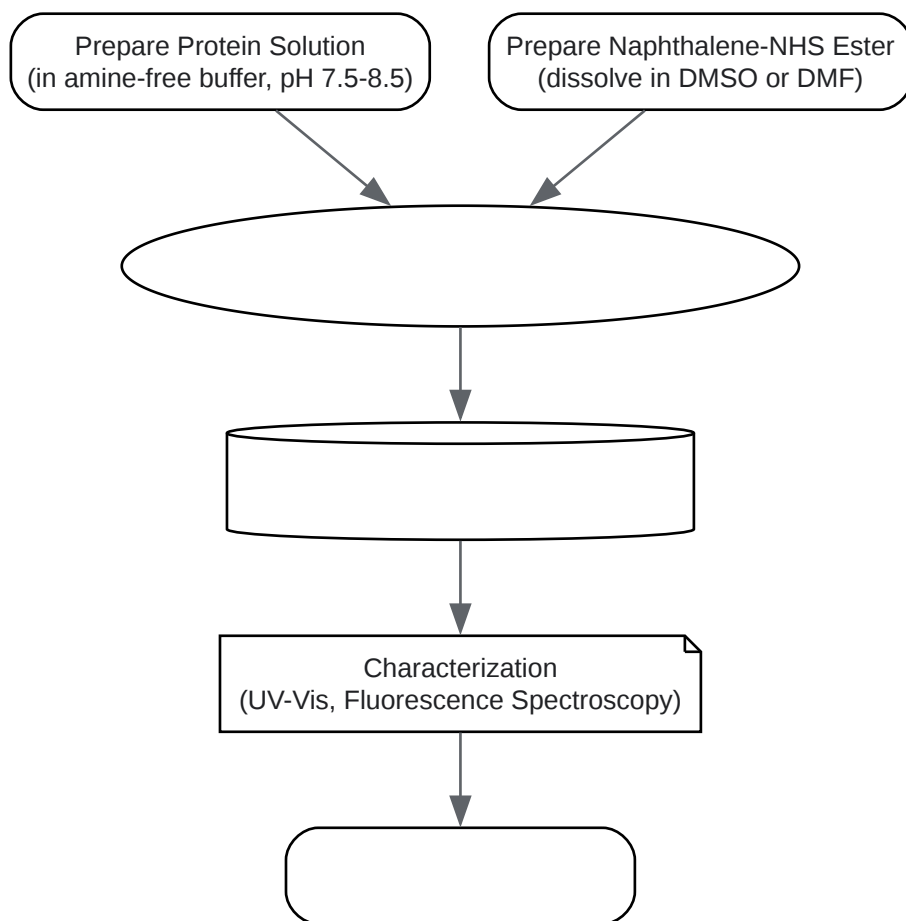 Prepare Protein Solution
(in amine-free buffer, pH 7.5-8.5)
Prepare Naphthalene-NHS Ester
(dissolve in DMSO or DMF)
Characterization
(UV-Vis, Fluorescence Spectroscopy)